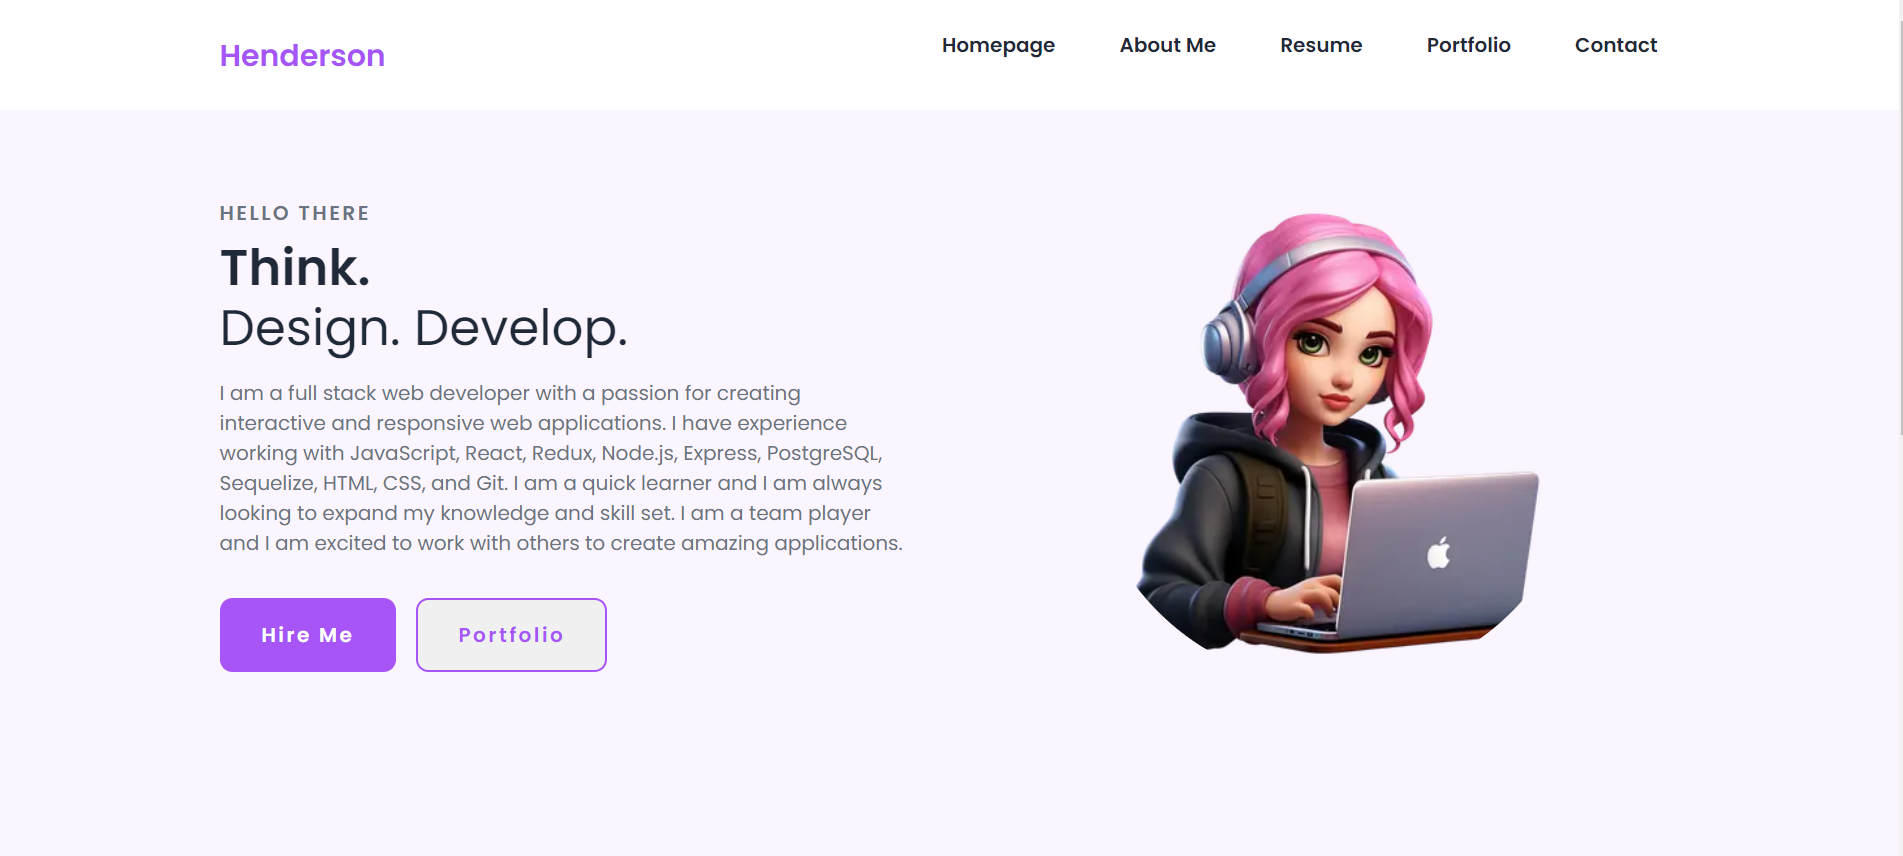 Henderson
Homepage About Me Resume Portfolio Contact
HELLO THERE
Think.
Design. Develop.
I am a full stack web developer with a passion for creating
interactive and responsive web applications. I have experience
working with JavaScript, React, Redux, Node.js, Express, PostgreSQL,
Sequelize, HTML, CSS, and Git. I am a quick learner and I am always
looking to expand my knowledge and skill set. I am a team player
and I am excited to work with others to create amazing applications.
Hire Me Portfolio